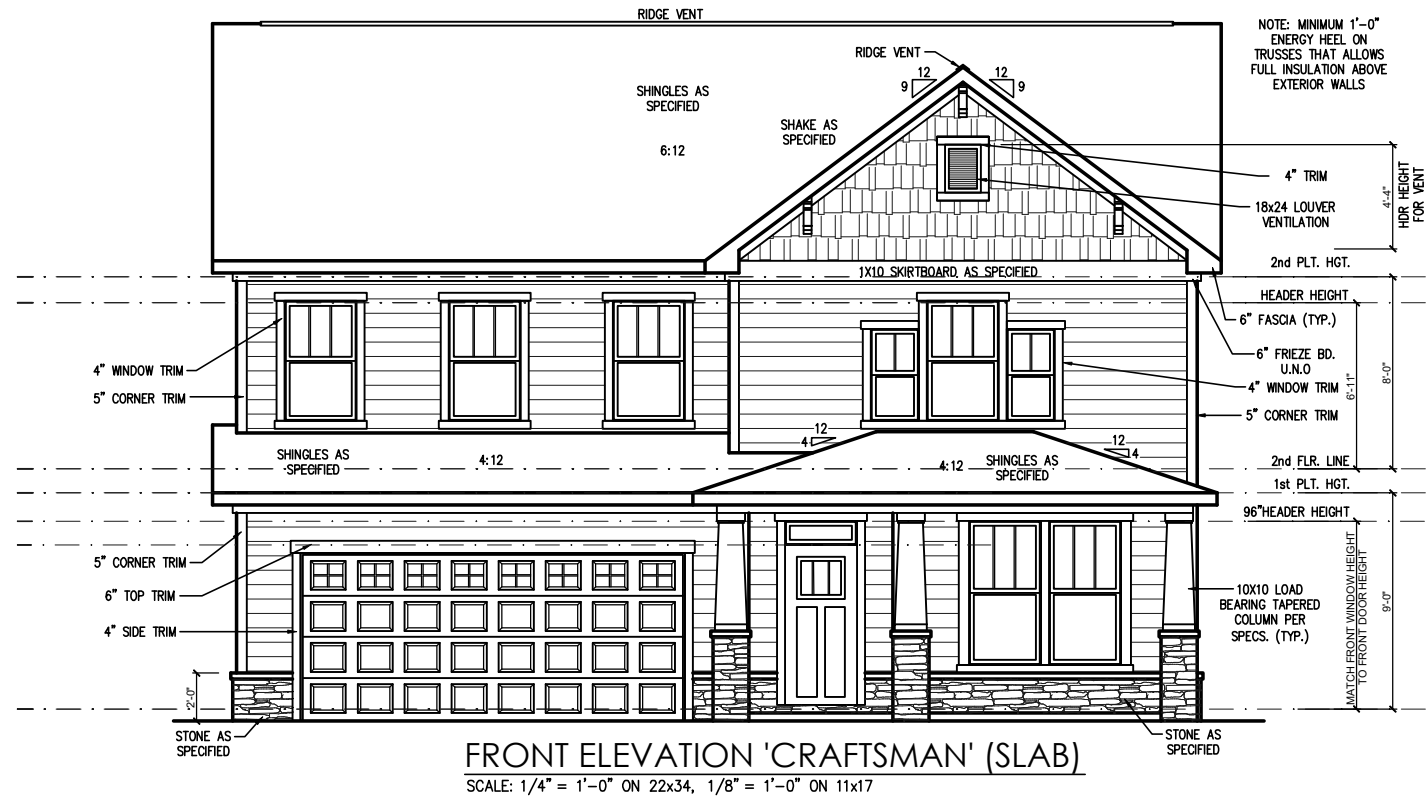 RIDGE VENT
NOTE: MINIMUM 1'-0"
ENERGY HEEL ON
TRUSSES THAT ALLOWS
FULL INSULATION ABOVE
EXTERIOR WALLS
RIDGE VENT
12
9
12
9
SHINGLES AS
SPECIFIED
6:12
SHAKE AS
SPECIFIED
4" TRIM
18x24 LOUVER
VENTILATION
4'-4"
HDR HEIGHT
FOR VENT
2nd PLT. HGT.
1X10 SKIRTBOARD, AS SPECIFIED
HEADER HEIGHT
6" FASCIA (TYP.)
6" FRIEZE BD.
U.N.O
4" WINDOW TRIM
5" CORNER TRIM
6'-11"
8'-0"
4" WINDOW TRIM
5" CORNER TRIM
SHINGLES AS
SPECIFIED
4:12
12
4
4:12
SHINGLES AS
SPECIFIED
12
4
2nd FLR. LINE
1st PLT. HGT.
96"HEADER HEIGHT
5" CORNER TRIM
6" TOP TRIM
4" SIDE TRIM
10X10 LOAD
BEARING TAPERED
COLUMN PER
SPECS. (TYP.)
MATCH FRONT WINDOW HEIGHT
TO FRONT DOOR HEIGHT
9'-0"
2'-0"
STONE AS
SPECIFIED
STONE AS
SPECIFIED
FRONT ELEVATION 'CRAFTSMAN' (SLAB)
SCALE: 1/4" = 1'-0" ON 22x34, 1/8" = 1'-0" ON 11x17